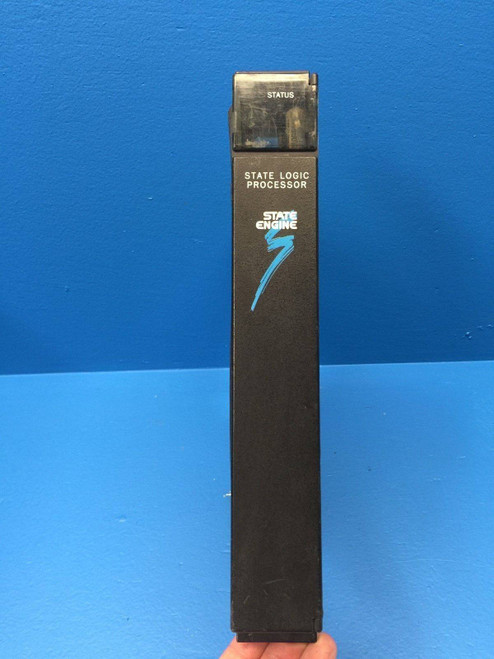 STATUS
STATE LOGIC
PROCESSOR
STATE
ENGINE